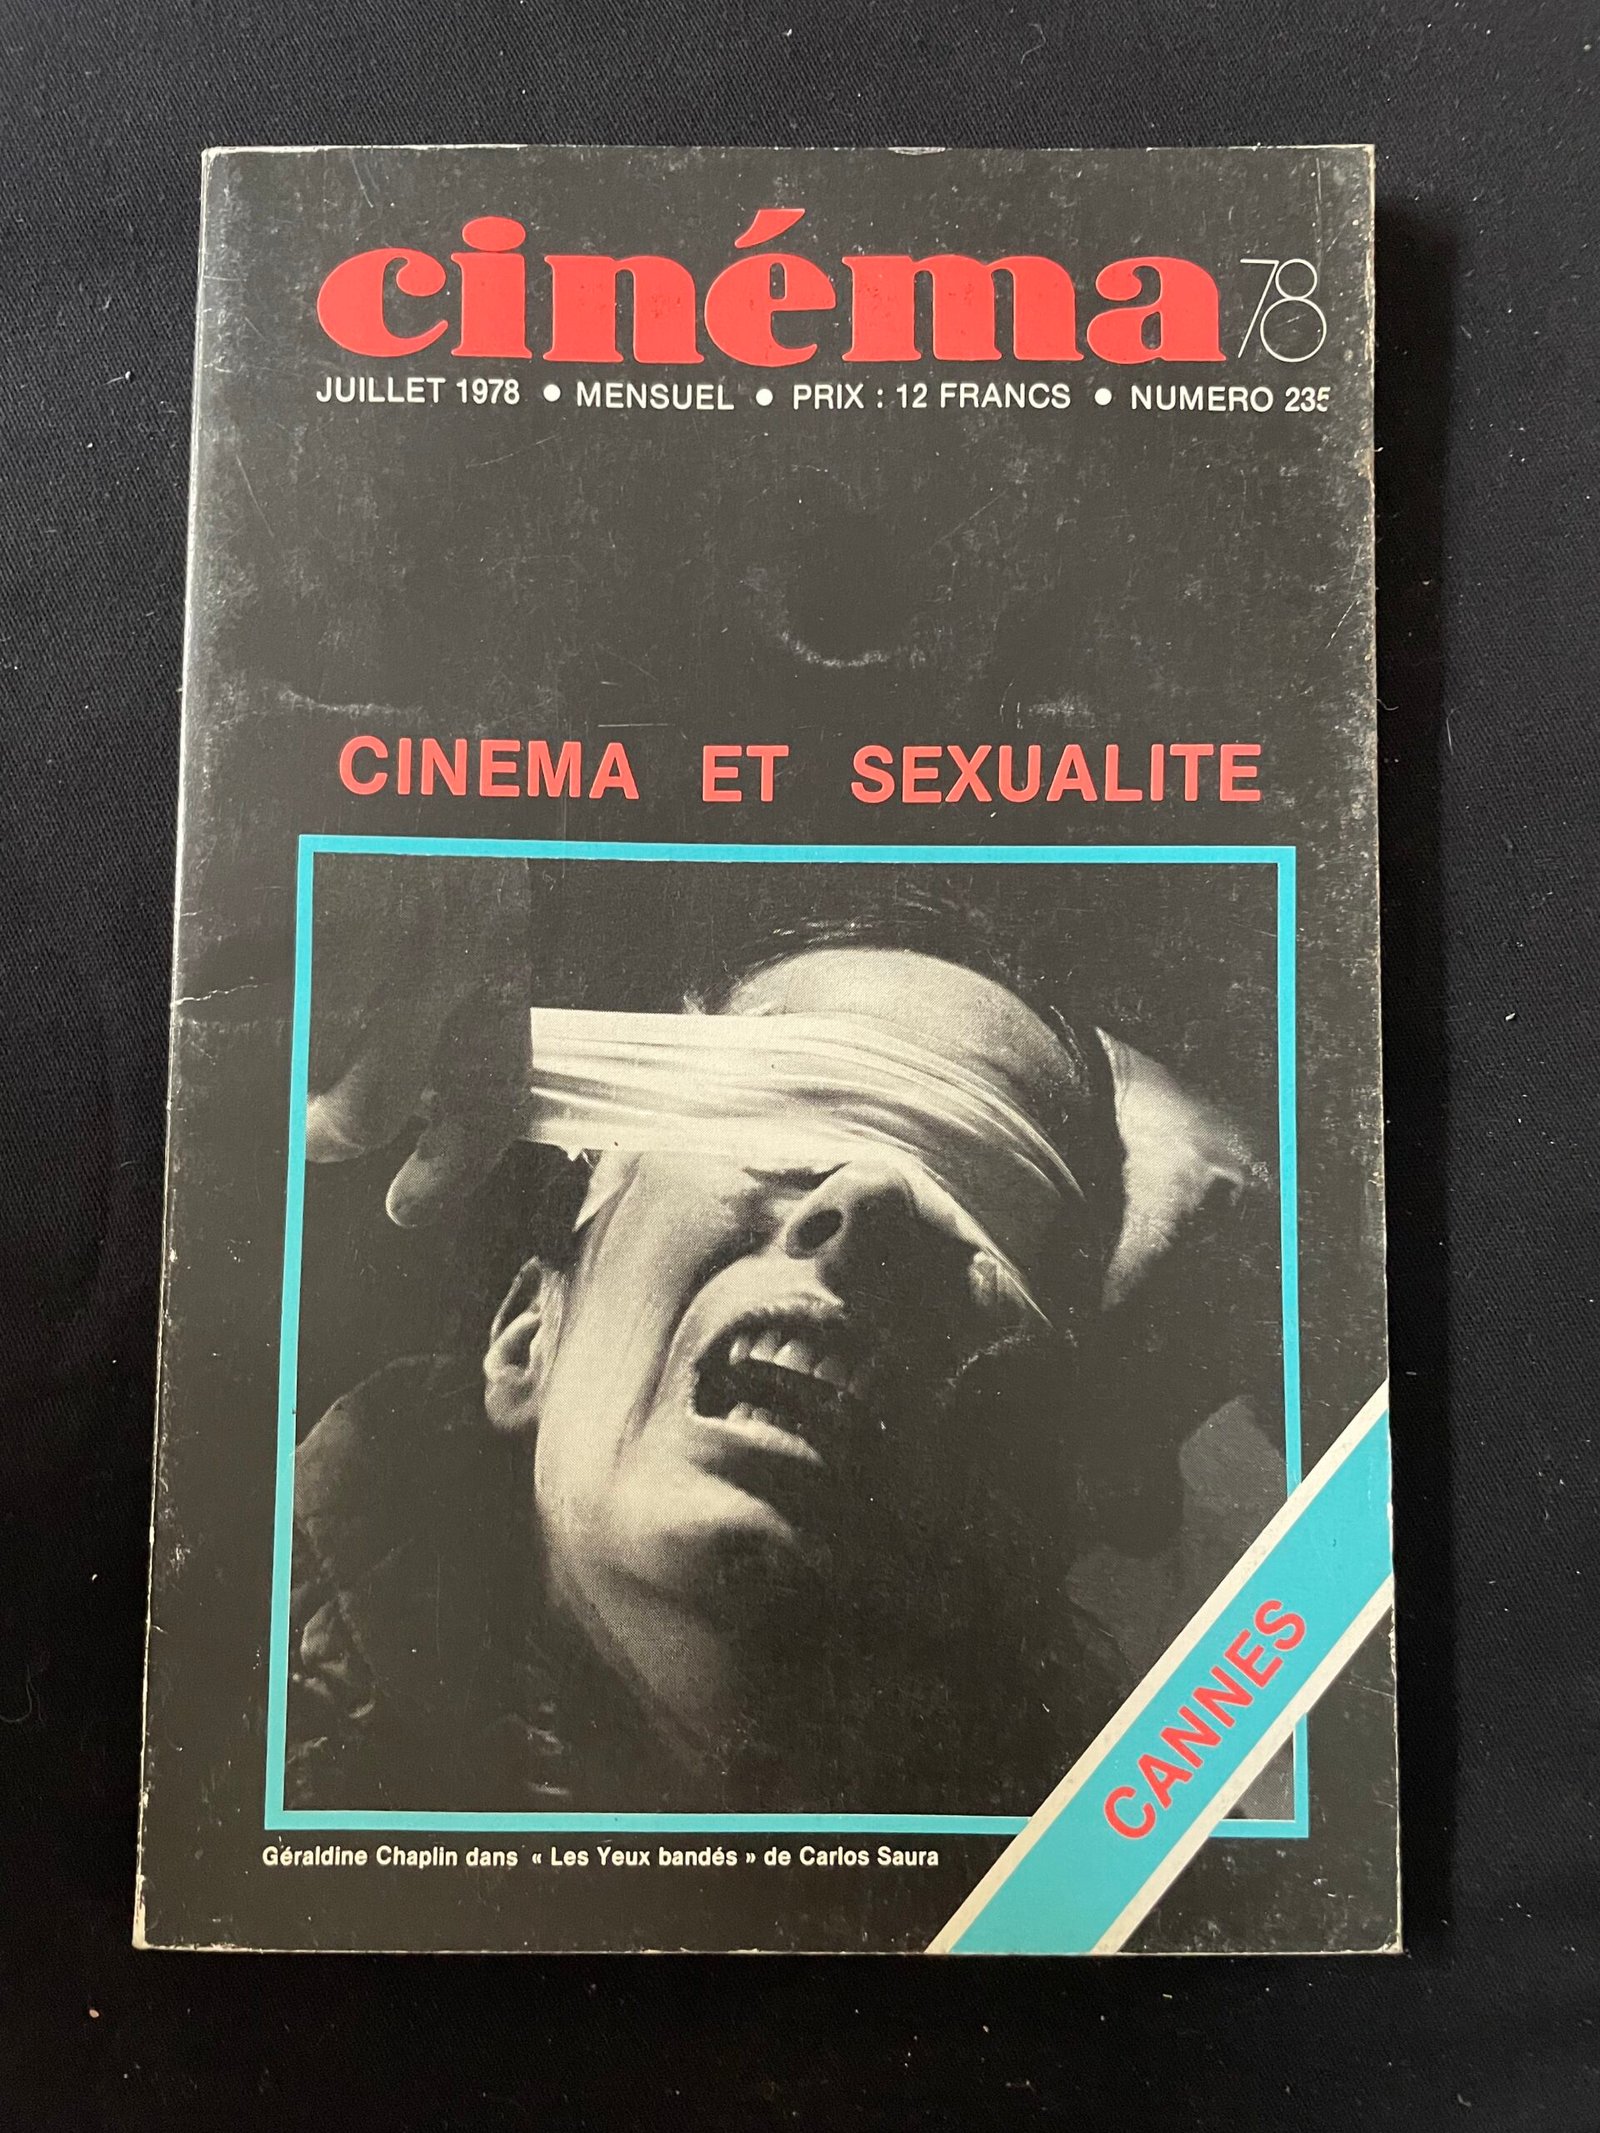 cinéma 78
JUILLET 1978 • MENSUEL • PRIX : 12 FRANCS • NUMERO 235
CINEMA ET SEXUALITE
CANNES
Géraldine Chaplin dans « Les Yeux bandés » de Carlos Saura